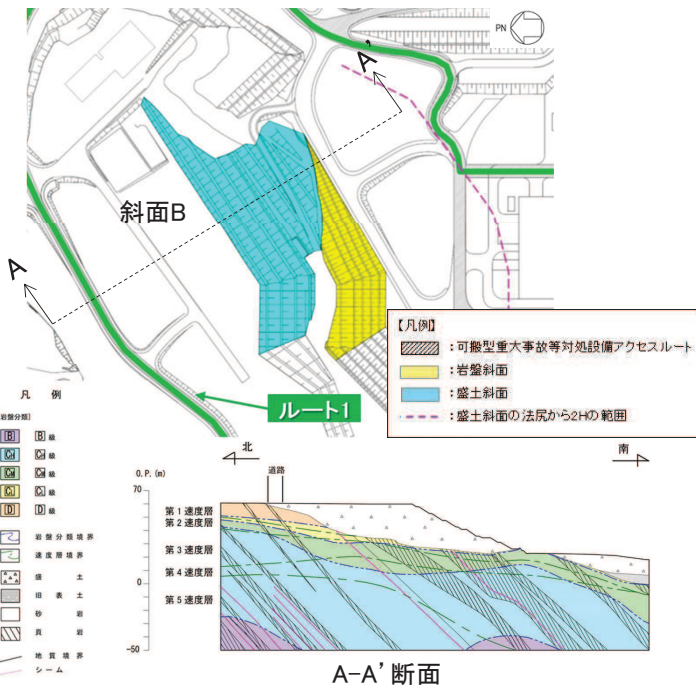 PN
A'
斜面B
A
ルート1
【凡例】
：可搬型重大事故等対処設備アクセスルート
：岩盤斜面
：盛土斜面
：盛土斜面の法尻から2Hの範囲
凡 例
岩盤分類]
B B 級
CH CH 級
CM CM 級
CL CL 級
D D 級
岩盤分類境界
速度層境界
盛 土
旧 表 土
砂 岩
頁 岩
地質境界
シーム
北
道路
南
O.P.(m)
70
0
-50
第1速度層
第2速度層
第3速度層
第4速度層
第5速度層
A-A'断面